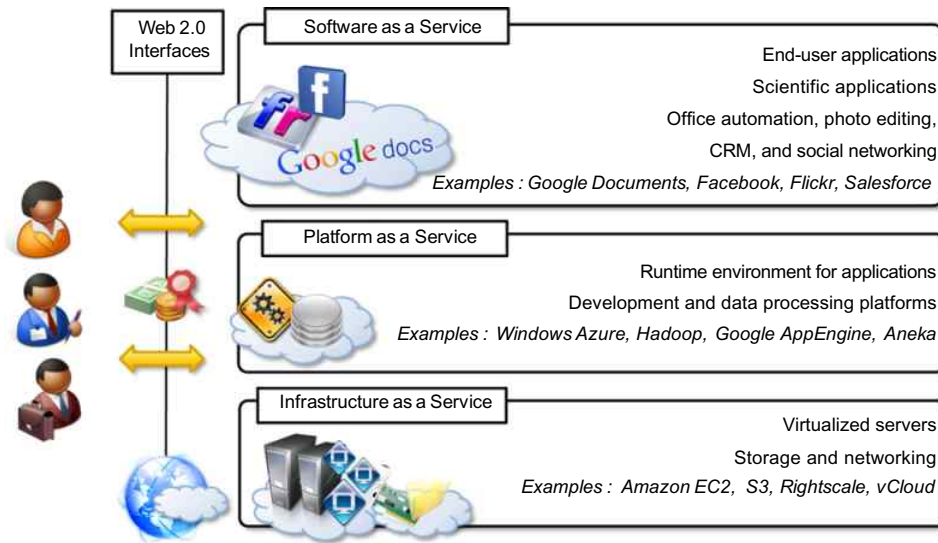 Web 2.0
Interfaces
Software as a Service
End-user applications
Scientific applications
Office automation, photo editing,
CRM, and social networking
Examples : Google Documents, Facebook, Flickr, Salesforce
f
fr
Google docs
Platform as a Service
Runtime environment for applications
Development and data processing platforms
Examples : Windows Azure, Hadoop, Google AppEngine, Aneka
Infrastructure as a Service
Virtualized servers
Storage and networking
Examples : Amazon EC2, S3, Rightscale, vCloud